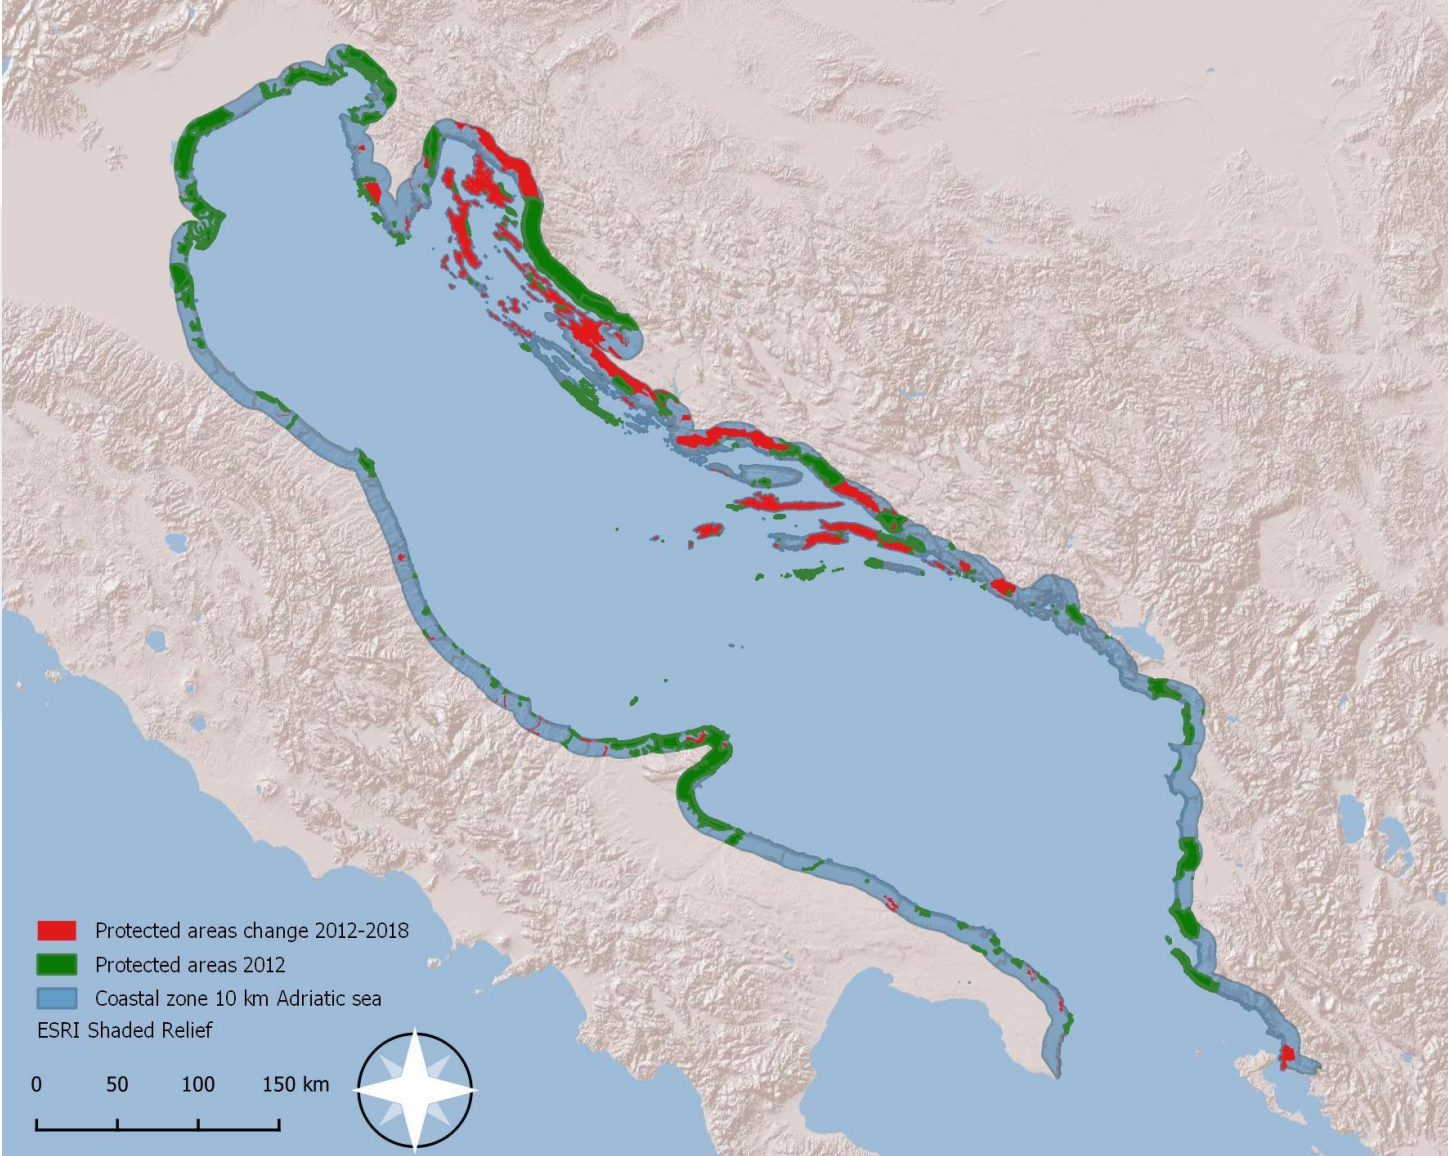 Protected areas change 2012-2018
Protected areas 2012
Coastal zone 10 km Adriatic sea
ESRI Shaded Relief
0 50 100 150 km